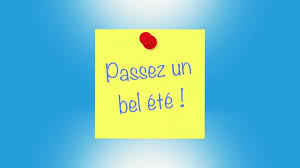 Passez un
bel été !